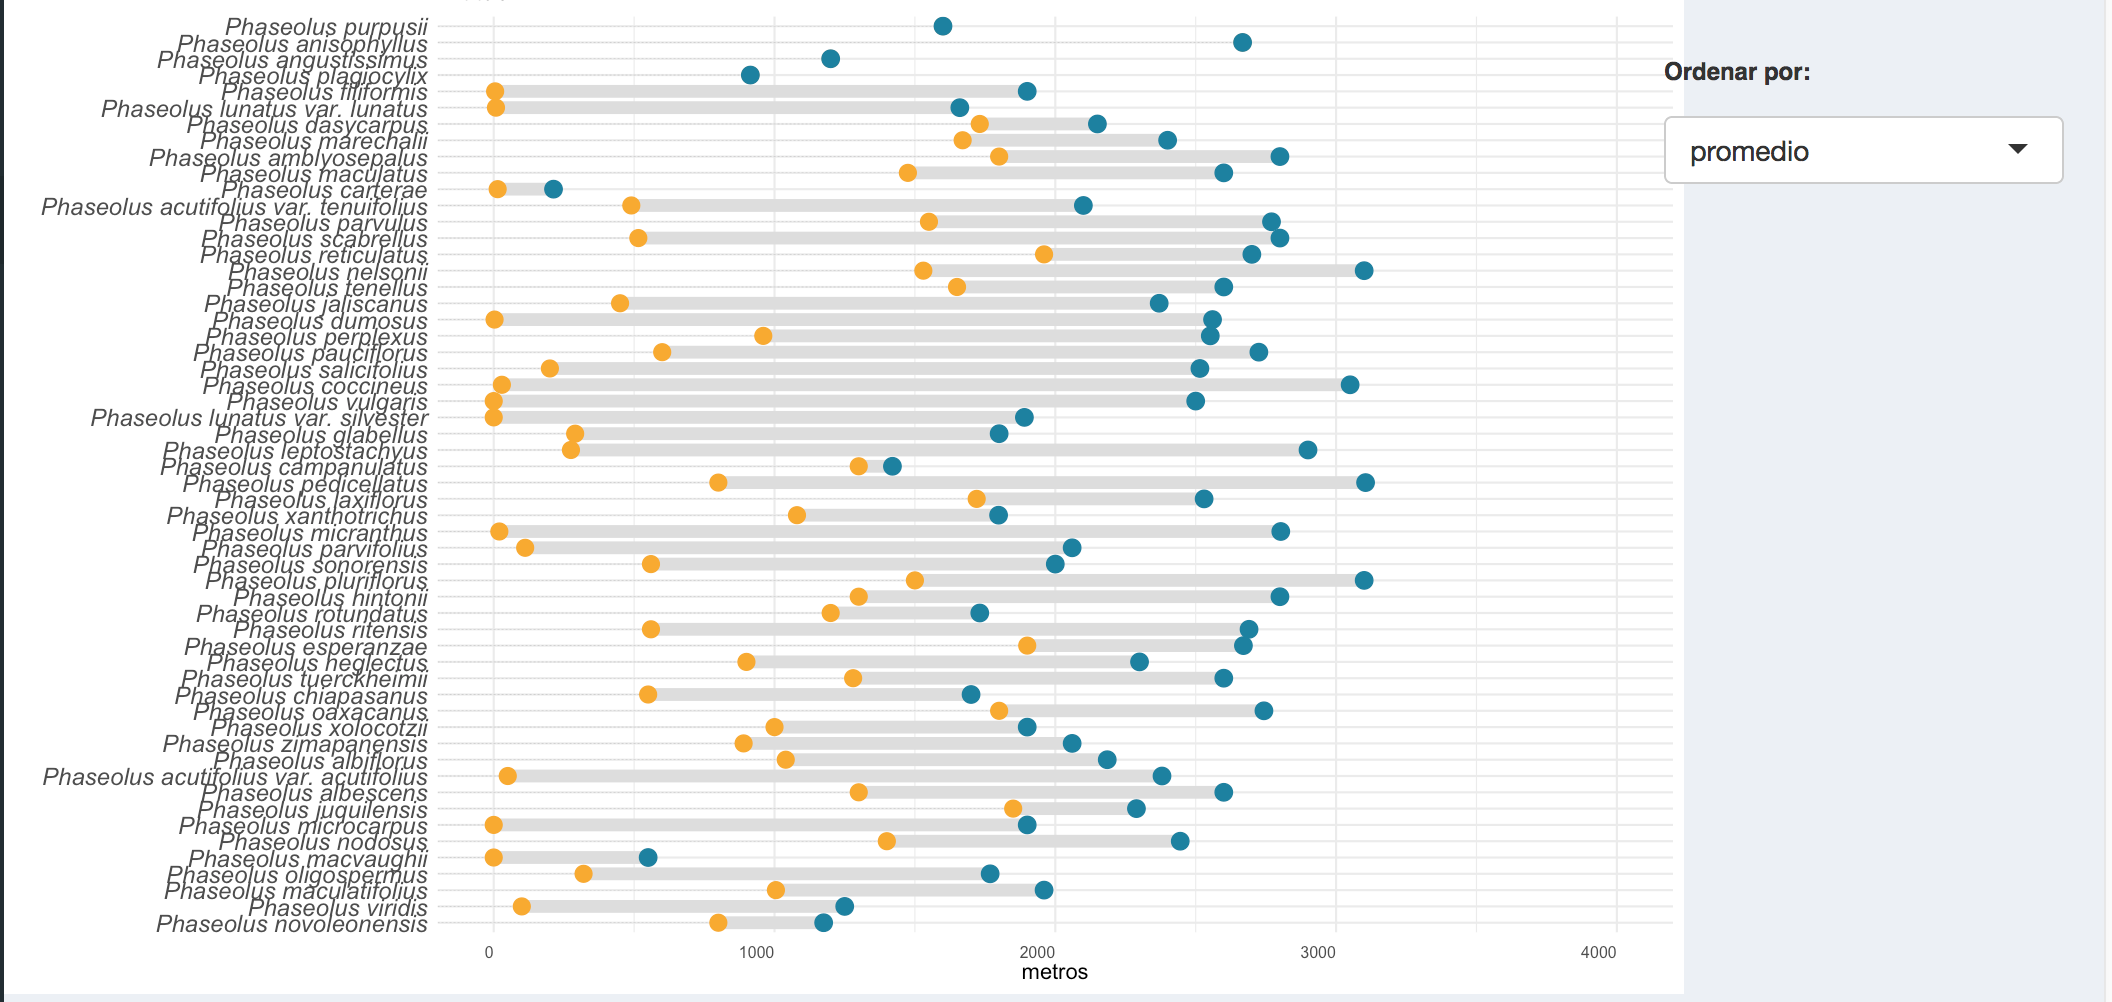 Phaseolus purpusii
Phaseolus anisophyllus
Phaseolus angustissimus
Phaseolus plagiocylix
Phaseolus filiformis
Phaseolus lunatus var. lunatus
Phaseolus dasycarpus
Phaseolus marechalii
Phaseolus amblyosepalus
Phaseolus maculatus
Phaseolus carterae
Phaseolus acutifolius var. tenuifolius
Phaseolus parvulus
Phaseolus scabrellus
Phaseolus reticulatus
Phaseolus nelsonii
Phaseolus tenellus
Phaseolus jaliscanus
Phaseolus dumosus
Phaseolus perplexus
Phaseolus pauciflorus
Phaseolus salicifolius
Phaseolus coccineus
Phaseolus vulgaris
Phaseolus lunatus var. silvester
Phaseolus glabellus
Phaseolus leptostachyus
Phaseolus campanulatus
Phaseolus pedicellatus
Phaseolus laxiflorus
Phaseolus xanthotrichus
Phaseolus micranthus
Phaseolus parvifolius
Phaseolus sonorensis
Phaseolus pluriflorus
Phaseolus hintonii
Phaseolus rotundatus
Phaseolus ritensis
Phaseolus esperanzae
Phaseolus neglectus
Phaseolus tuerckheimii
Phaseolus chiapasanus
Phaseolus oaxacanus
Phaseolus xolocotzii
Phaseolus zimapanensis
Phaseolus albiflorus
Phaseolus acutifolius var. acutifolius
Phaseolus albescens
Phaseolus juquilensis
Phaseolus microcarpus
Phaseolus nodosus
Phaseolus macvaughii
Phaseolus oligospermus
Phaseolus maculatifolius
Phaseolus viridis
Phaseolus novoleonensis
0 1000 2000 3000 4000
metros
Ordenar por:
promedio